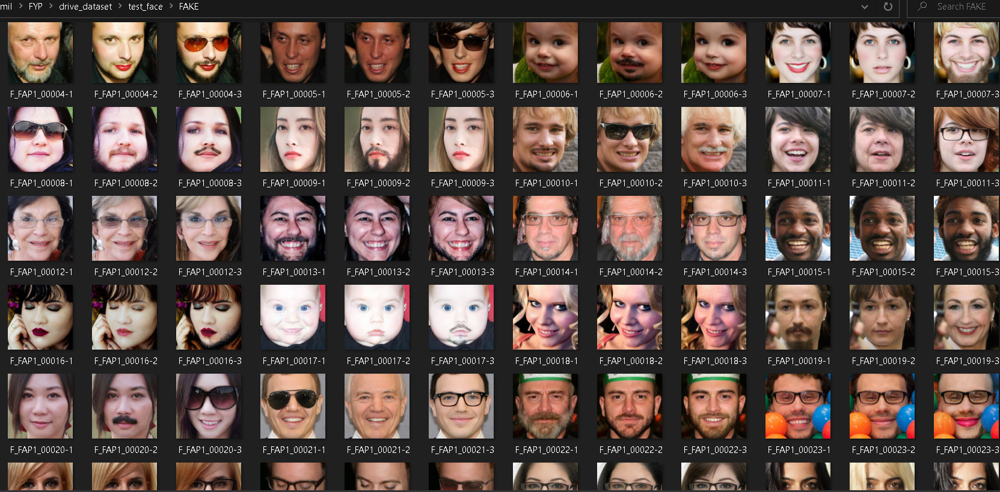 mil > FYP > drive_dataset > test_face > FAKE Search FAKE
F_FAP1_00004-1 F_FAP1_00004-2 F_FAP1_00004-3 F_FAP1_00005-1 F_FAP1_00005-2 F_FAP1_00005-3 F_FAP1_00006-1 F_FAP1_00006-2 F_FAP1_00006-3 F_FAP1_00007-1 F_FAP1_00007-2 F_FAP1_00007-3
F_FAP1_00008-1 F_FAP1_00008-2 F_FAP1_00008-3 F_FAP1_00009-1 F_FAP1_00009-2 F_FAP1_00009-3 F_FAP1_00010-1 F_FAP1_00010-2 F_FAP1_00010-3 F_FAP1_00011-1 F_FAP1_00011-2 F_FAP1_00011-3
F_FAP1_00012-1 F_FAP1_00012-2 F_FAP1_00012-3 F_FAP1_00013-1 F_FAP1_00013-2 F_FAP1_00013-3 F_FAP1_00014-1 F_FAP1_00014-2 F_FAP1_00014-3 F_FAP1_00015-1 F_FAP1_00015-2 F_FAP1_00015-3
F_FAP1_00016-1 F_FAP1_00016-2 F_FAP1_00016-3 F_FAP1_00017-1 F_FAP1_00017-2 F_FAP1_00017-3 F_FAP1_00018-1 F_FAP1_00018-2 F_FAP1_00018-3 F_FAP1_00019-1 F_FAP1_00019-2 F_FAP1_00019-3
F_FAP1_00020-1 F_FAP1_00020-2 F_FAP1_00020-3 F_FAP1_00021-1 F_FAP1_00021-2 F_FAP1_00021-3 F_FAP1_00022-1 F_FAP1_00022-2 F_FAP1_00022-3 F_FAP1_00023-1 F_FAP1_00023-2 F_FAP1_00023-3